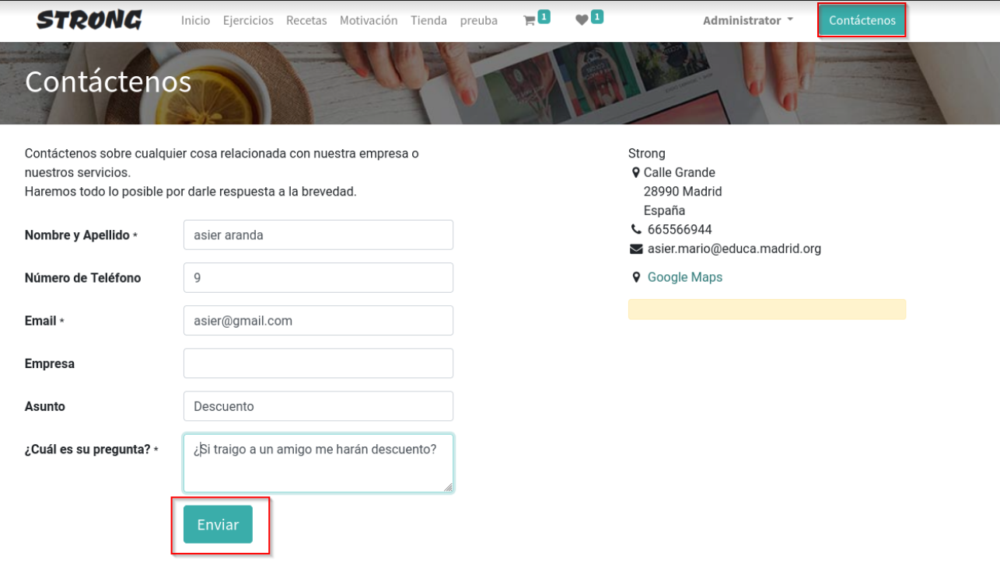 STRONG
Inicio Ejercicios Recetas Motivación Tienda preuba 1 1 Administrator Contáctenos
Contáctenos
Contáctenos sobre cualquier cosa relacionada con nuestra empresa o
nuestros servicios.
Haremos todo lo posible por darle respuesta a la brevedad.
Nombre y Apellido * asier aranda
Número de Teléfono 9
Email * asier@gmail.com
Empresa
Asunto Descuento
¿Cuál es su pregunta? * ¿Si traigo a un amigo me harán descuento?
Enviar
Strong
Calle Grande
28990 Madrid
España
665566944
asier.mario@educa.madrid.org
Google Maps